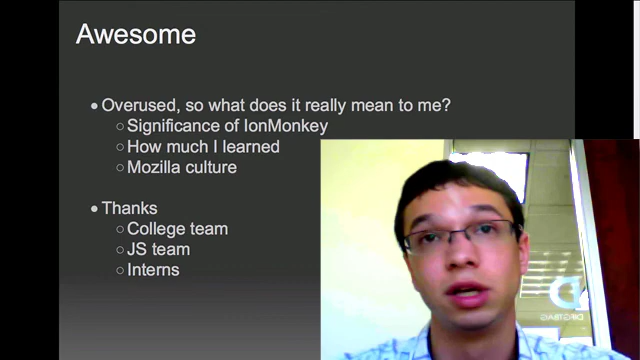 Awesome
• Overused, so what does it really mean to me?
○ Significance of IonMonkey
○ How much I learned
○ Mozilla culture
• Thanks
○ College team
○ JS team
○ Interns